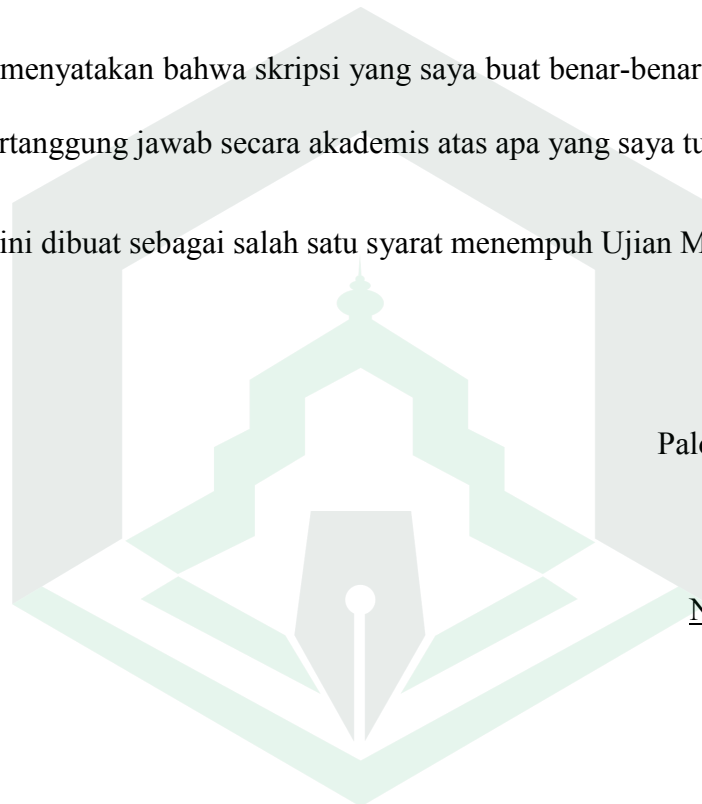 menyatakan bahwa skripsi yang saya buat benar-benar
rtanggung jawab secara akademis atas apa yang saya tu
ini dibuat sebagai salah satu syarat menempuh Ujian M
Pal
N